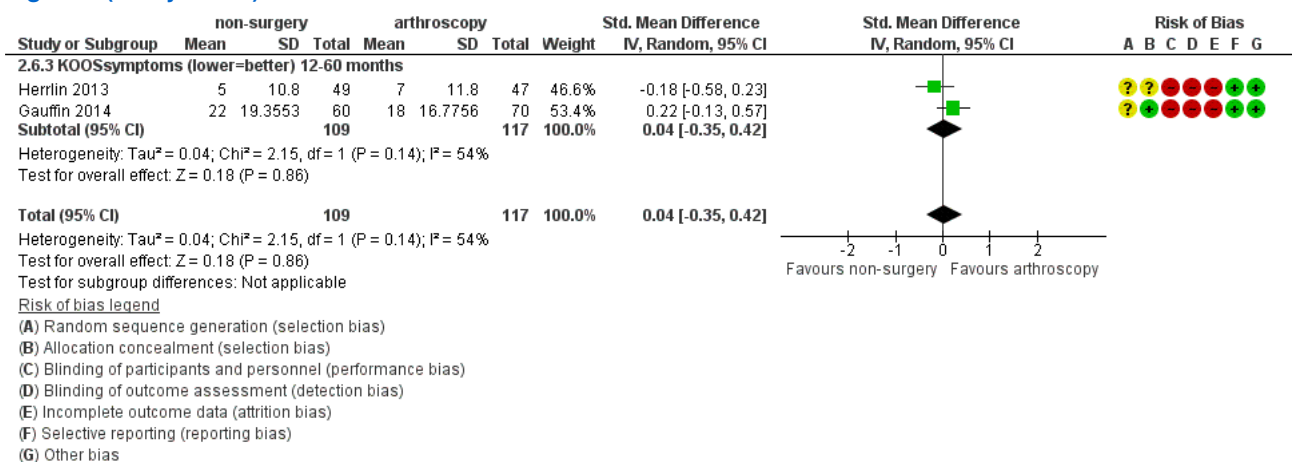 non-surgery arthroscopy Std. Mean Difference Std. Mean Difference Risk of Bias
Study or Subgroup Mean SD Total Mean SD Total Weight IV, Random, 95% CI IV, Random, 95% CI A B C D E F G
2.6.3 KOOSsymptoms (lower=better) 12-60 months
Herrlin 2013 5 10.8 49 7 11.8 47 46.6% -0.18 [-0.58, 0.23] ? ? - - - + +
Gauffin 2014 22 19.3553 60 18 16.7756 70 53.4% 0.22 [-0.13, 0.57] ? + - - - + +
Subtotal (95% CI) 109 117 100.0% 0.04 [-0.35, 0.42]
Heterogeneity: Tau² = 0.04; Chi² = 2.15, df = 1 (P = 0.14); I² = 54%
Test for overall effect: Z = 0.18 (P = 0.86)
Total (95% CI) 109 117 100.0% 0.04 [-0.35, 0.42]
Heterogeneity: Tau² = 0.04; Chi² = 2.15, df = 1 (P = 0.14); I² = 54%
Test for overall effect: Z = 0.18 (P = 0.86)
Test for subgroup differences: Not applicable
-2 -1 0 1 2
Favours non-surgery Favours arthroscopy
Risk of bias legend
(A) Random sequence generation (selection bias)
(B) Allocation concealment (selection bias)
(C) Blinding of participants and personnel (performance bias)
(D) Blinding of outcome assessment (detection bias)
(E) Incomplete outcome data (attrition bias)
(F) Selective reporting (reporting bias)
(G) Other bias